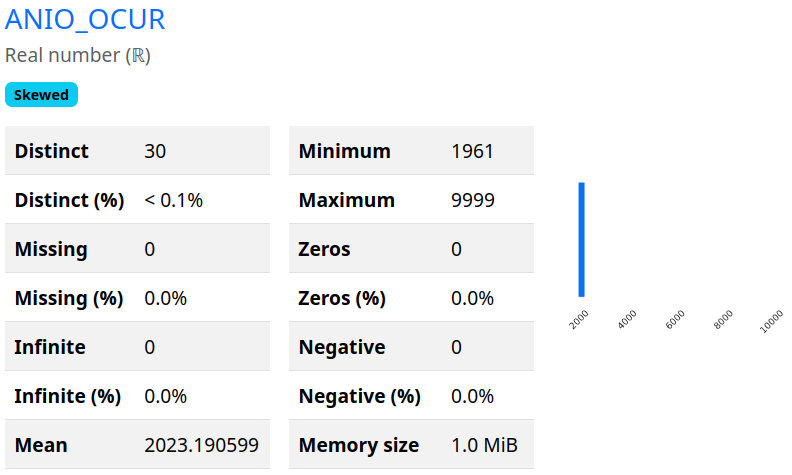 ANIO_OCUR
Real number (ℝ)
Skewed
Distinct 30
Distinct (%) < 0.1%
Missing 0
Missing (%) 0.0%
Infinite 0
Infinite (%) 0.0%
Mean 2023.190599
Minimum 1961
Maximum 9999
Zeros 0
Zeros (%) 0.0%
Negative 0
Negative (%) 0.0%
Memory size 1.0 MiB
2000 4000 6000 8000 10000